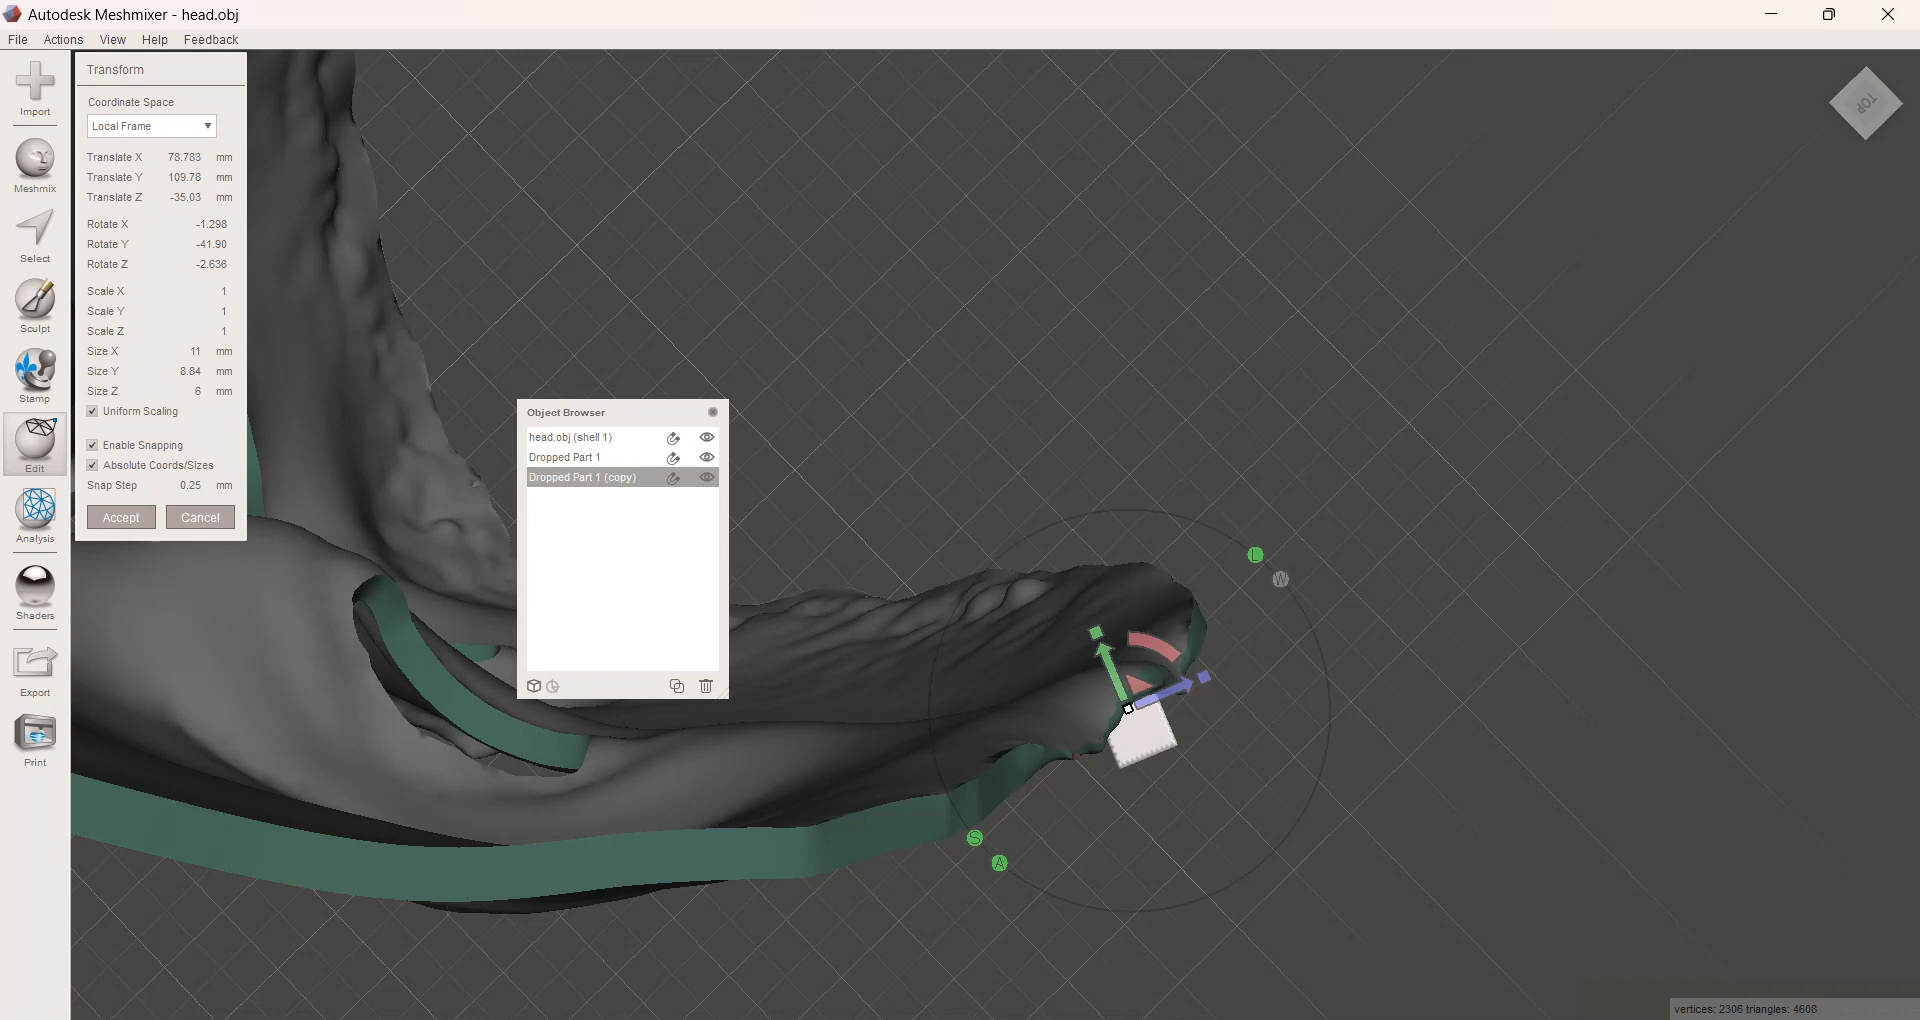 Autodesk Meshmixer - head.obj
File Actions View Help Feedback
Import
Meshmix
Select
Sculpt
Stamp
Edit
Analysis
Shaders
Export
Print
Transform
Coordinate Space
Local Frame
Translate X 78.783 mm
Translate Y 109.78 mm
Translate Z -35.03 mm
Rotate X -1.298
Rotate Y -41.90
Rotate Z -2.636
Scale X 1
Scale Y 1
Scale Z 1
Size X 11 mm
Size Y 8.84 mm
Size Z 6 mm
Uniform Scaling
Enable Snapping
Absolute Coords/Sizes
Snap Step 0.25 mm
Accept Cancel
Object Browser
head.obj (shell 1)
Dropped Part 1
Dropped Part 1 (copy)
TOP
L
W
S
A
vertices: 2306 triangles: 4608